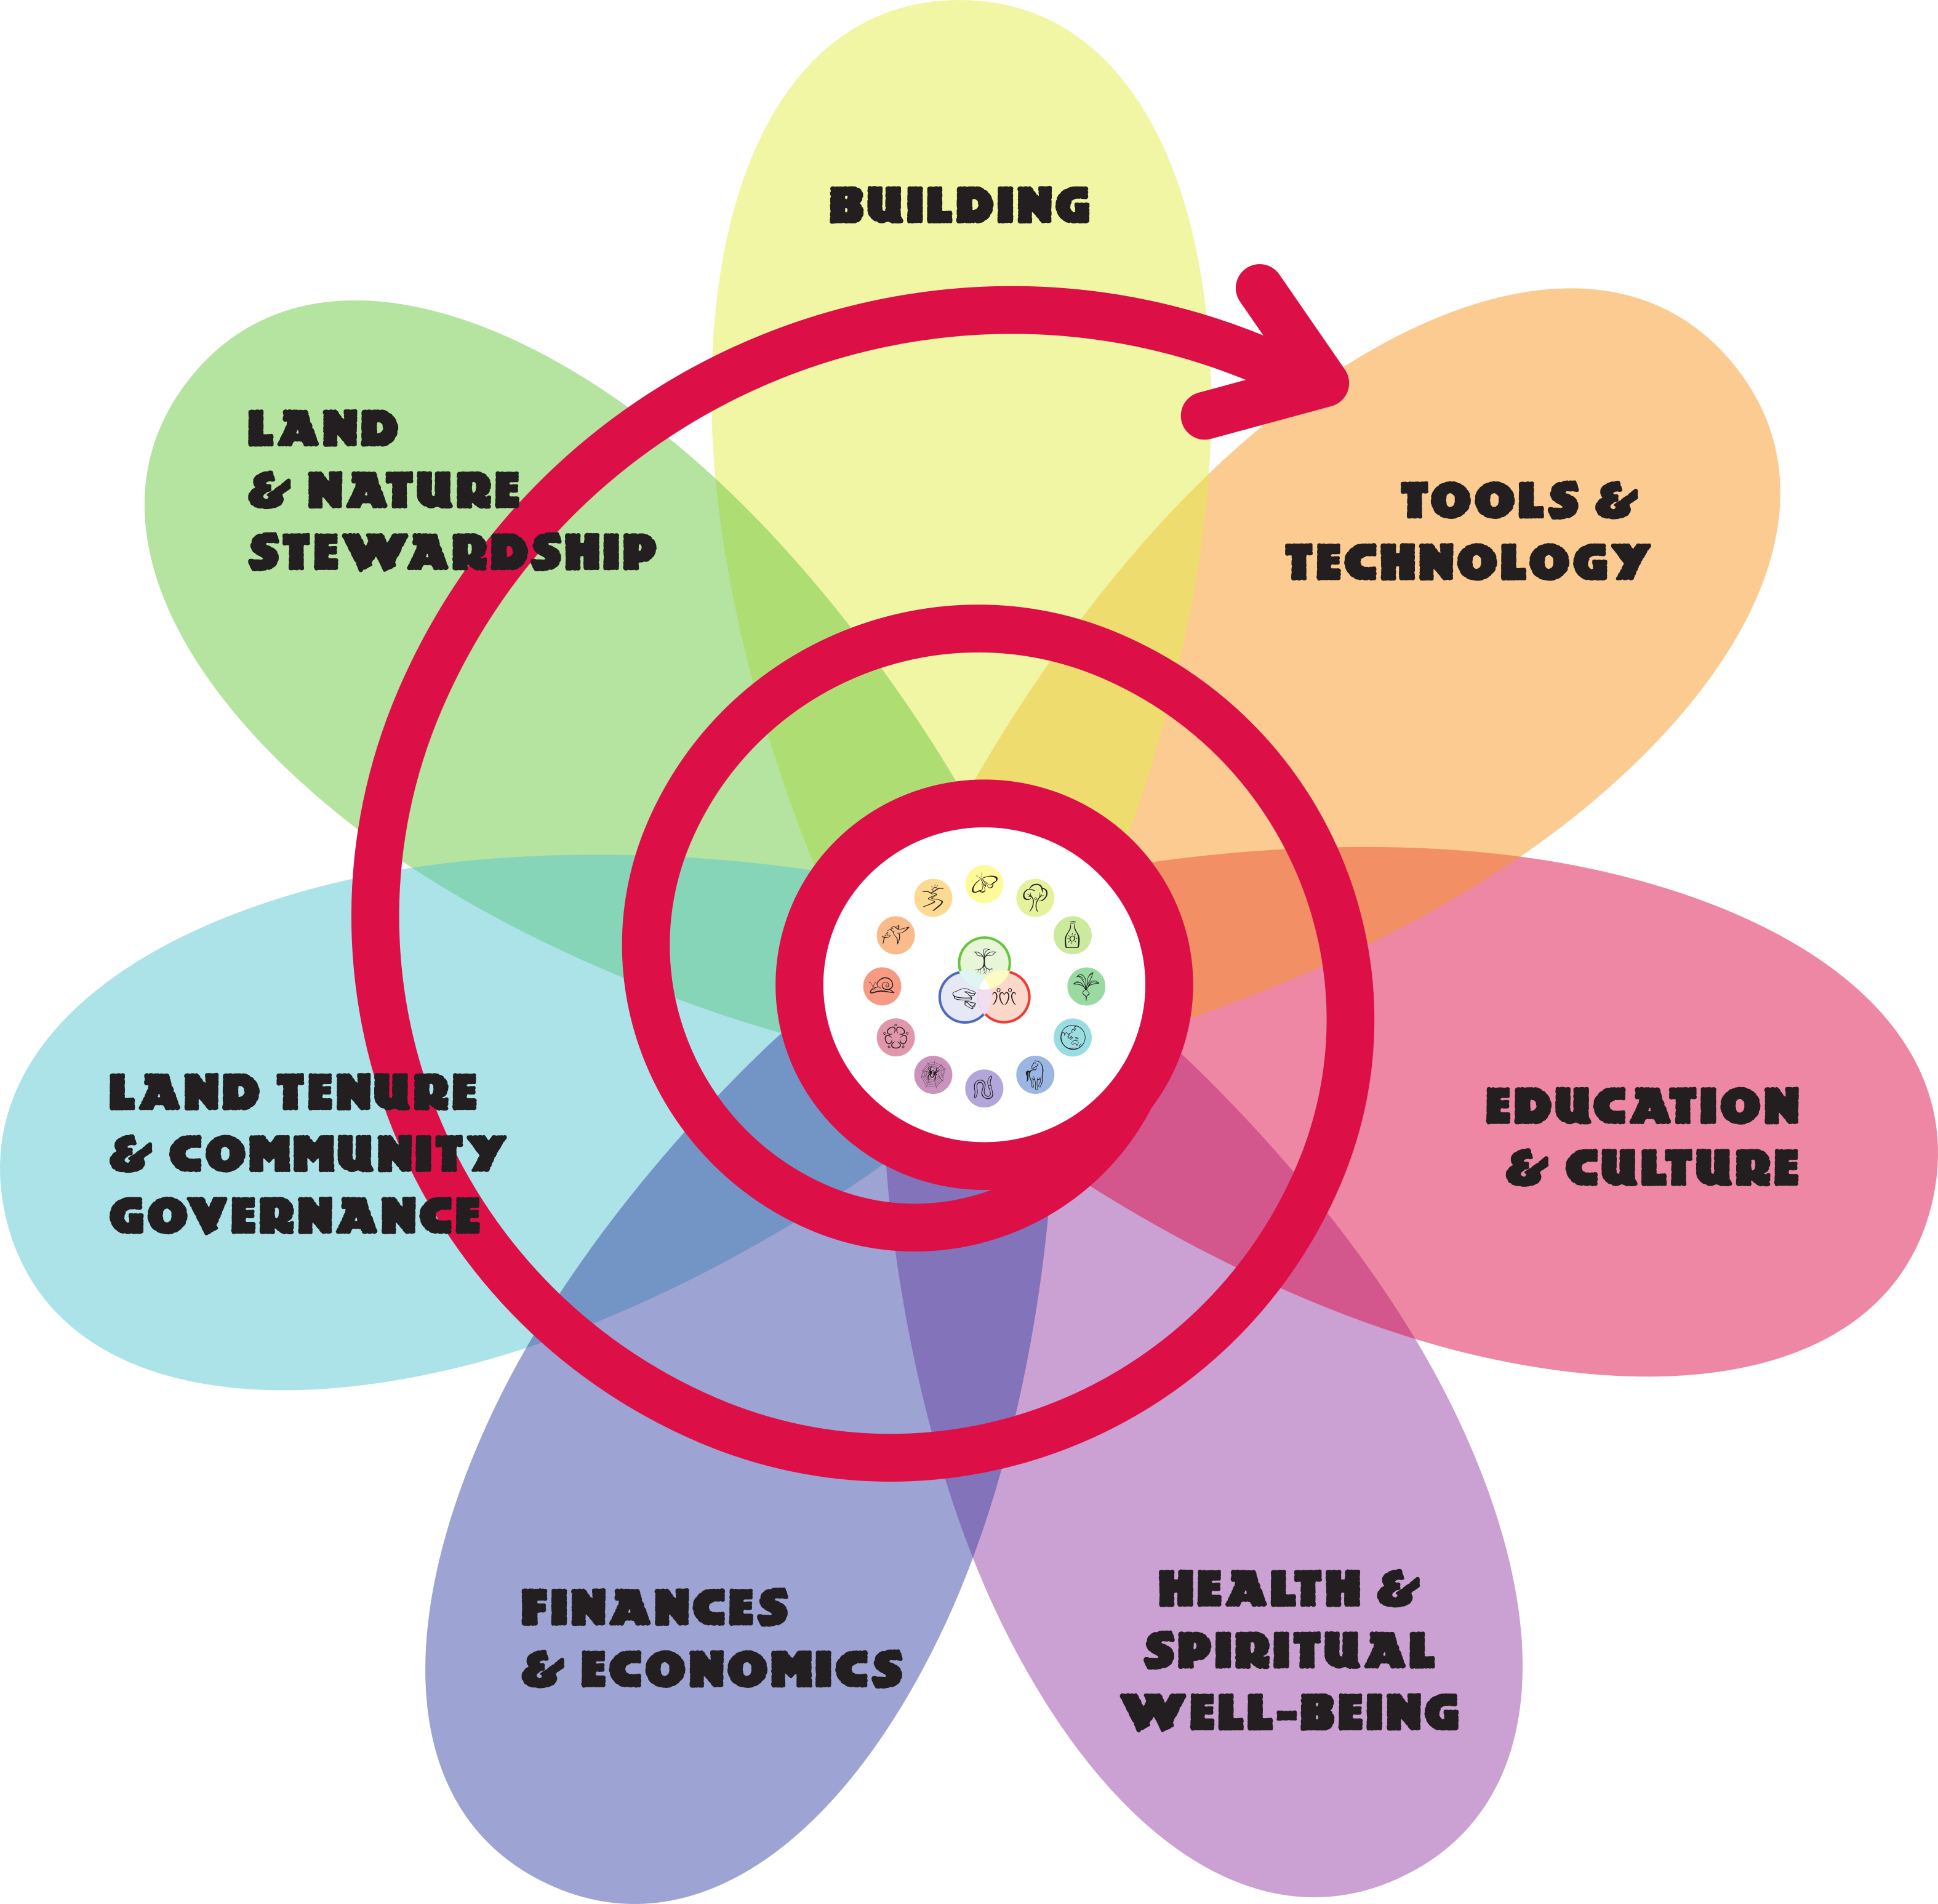 BUILDING
LAND
& NATURE
STEWARDSHIP
TOOLS &
TECHNOLOGY
LAND TENURE
& COMMUNITY
GOVERNANCE
EDUCATION
& CULTURE
FINANCES
& ECONOMICS
HEALTH &
SPIRITUAL
WELL-BEING